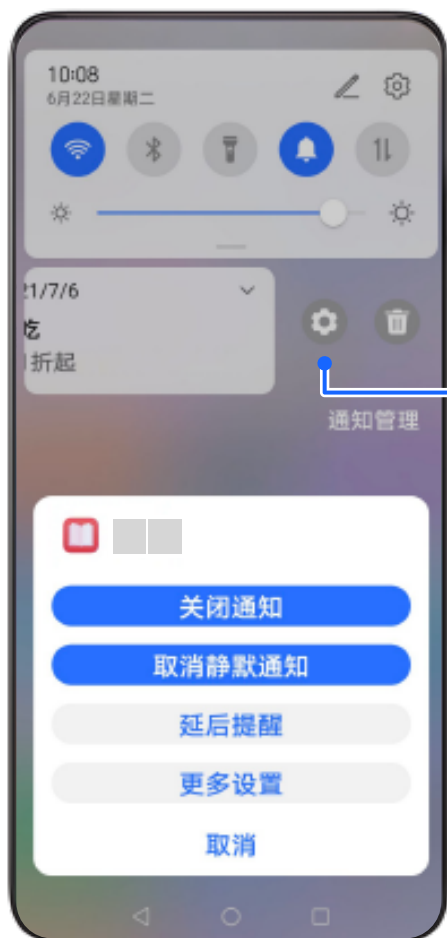 10:08
6月22日星期二
21/7/6
吃
折起
通知管理
关闭通知
取消静默通知
延后提醒
更多设置
取消